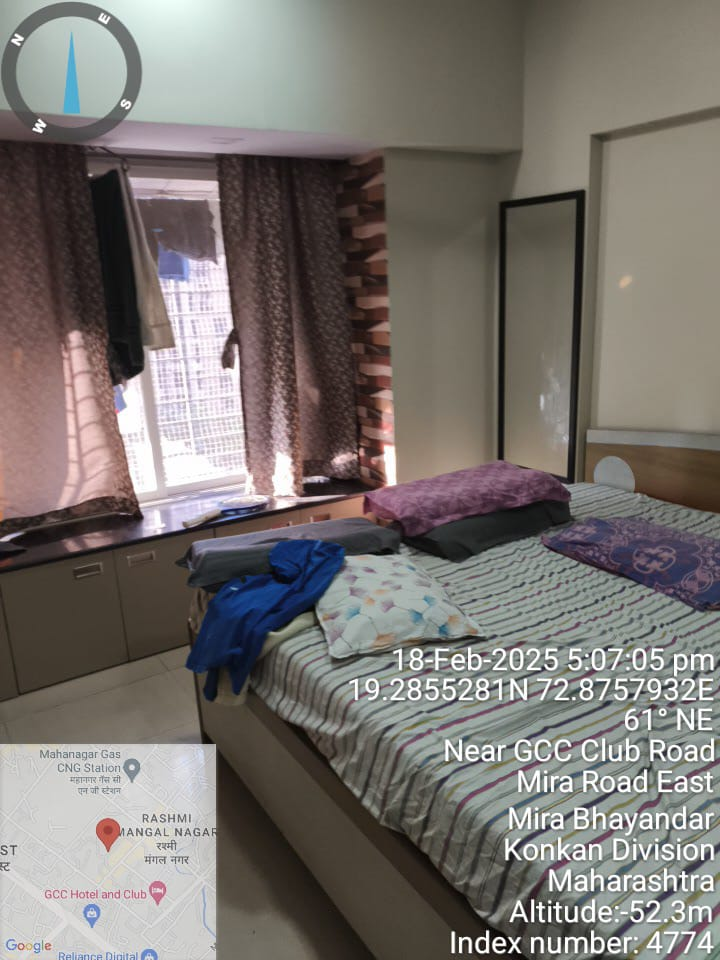 N
E
W
S
18-Feb-2025 5:07:05 pm
19.2855281N 72.8757932E
61° NE
Near GCC Club Road
Mira Road East
Mira Bhayandar
Konkan Division
Maharashtra
Altitude:-52.3m
Index number: 4774
Mahanagar Gas
CNG Station
महानगर गॅस सी
एन जी स्टेशन
RASHMI
MANGAL NAGAR
रश्मी
मंगल नगर
ST
स्ट
GCC Hotel and Club
Google
Reliance Digital